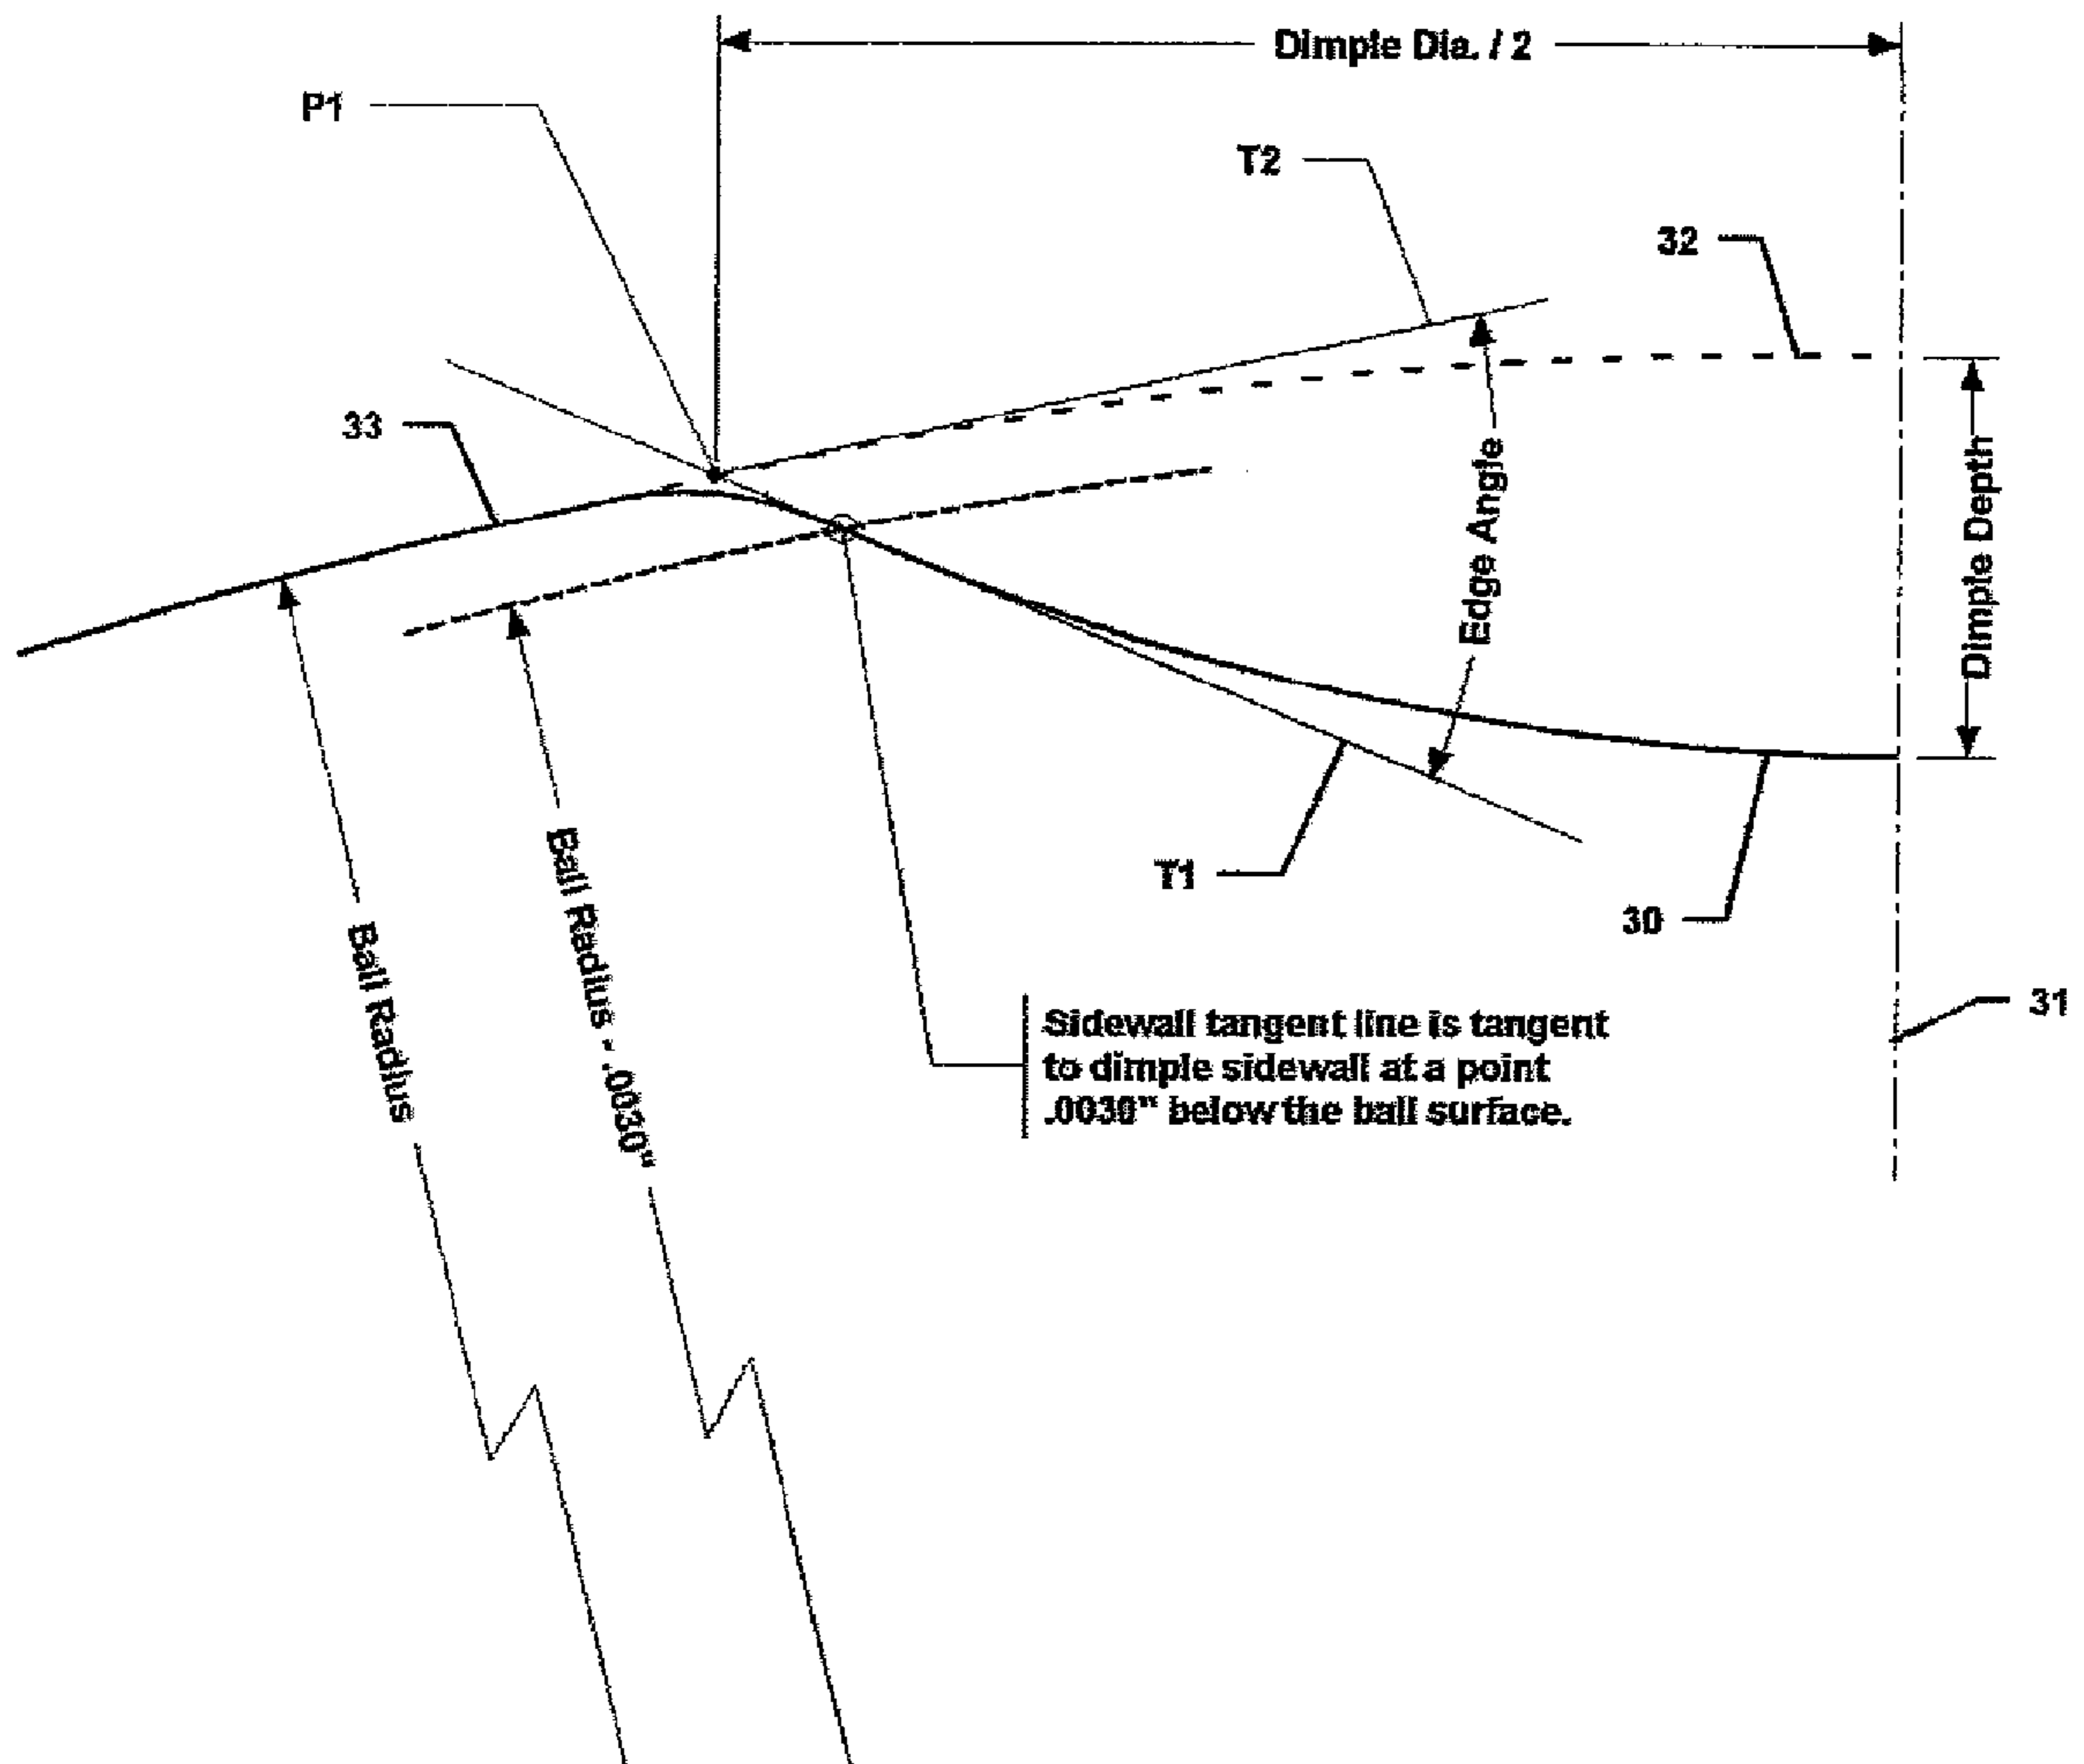 Dimple Dia. / 2
P1
T2
32
33
Edge Angle
Dimple Depth
T1
30
Ball Radius
Ball Radius - .0030"
31
Sidewall tangent line is tangent
to dimple sidewall at a point
.0030" below the ball surface.